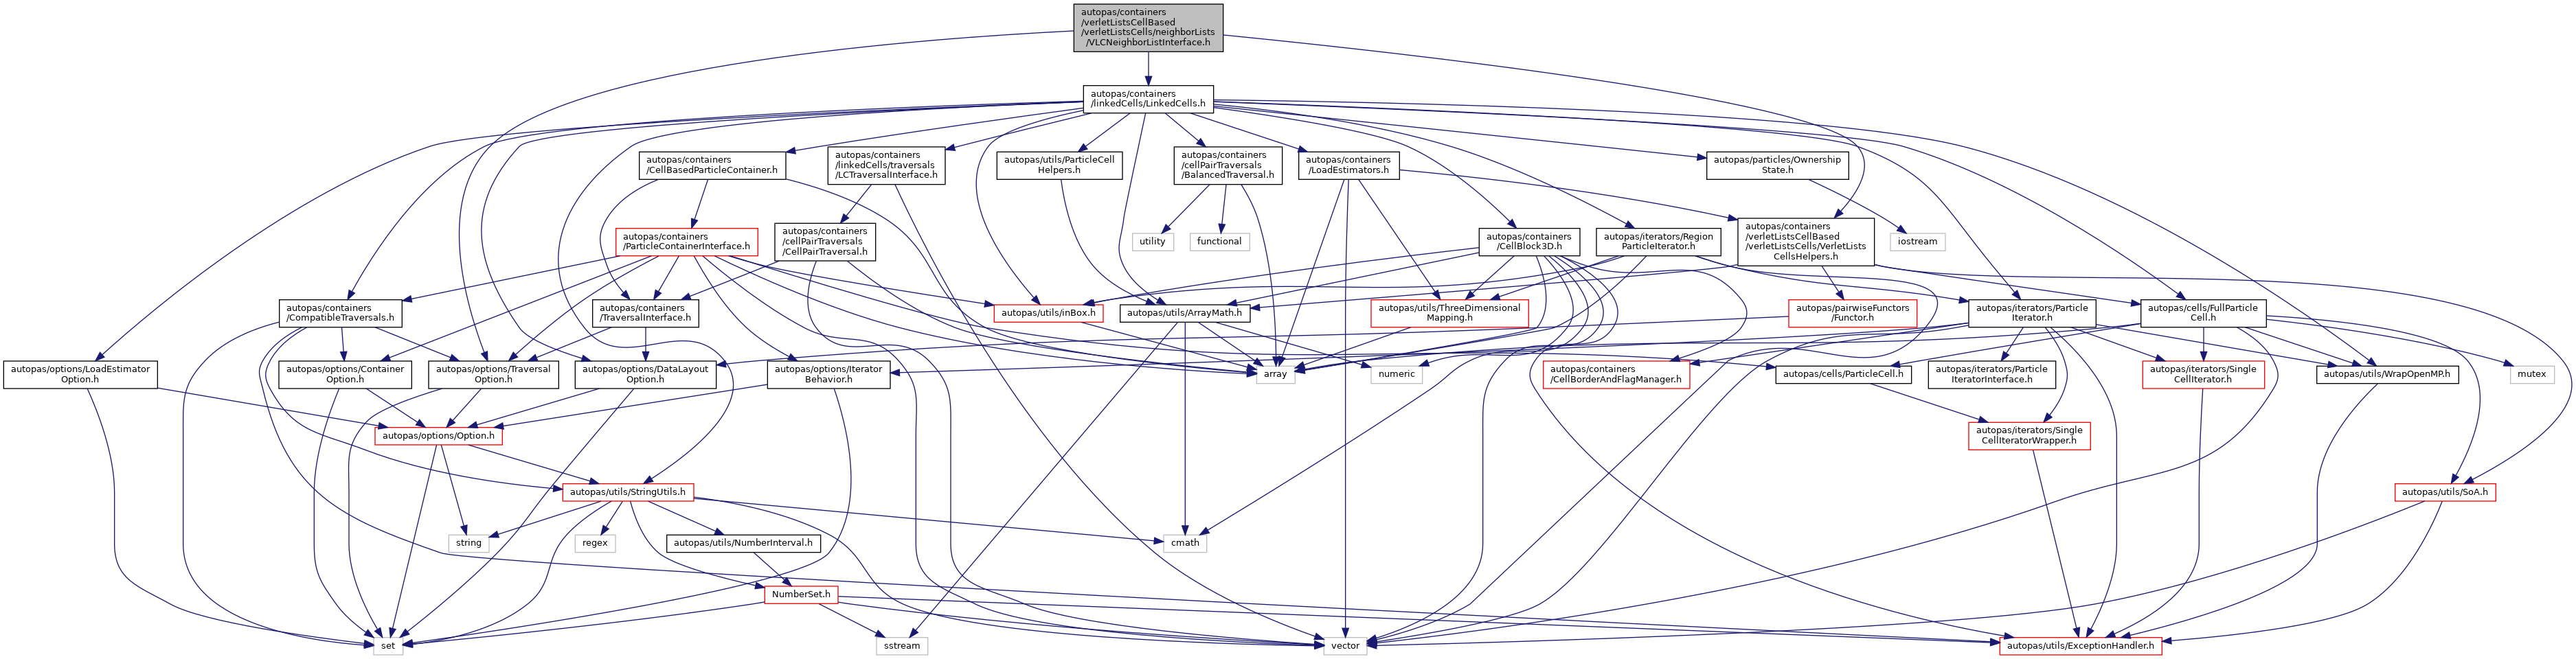 autopas/containers
/verletListsCellBased
/verletListsCells/neighborLists
/VLCNeighborListInterface.h
autopas/containers
/linkedCells/LinkedCells.h
autopas/containers
/CellBasedParticleContainer.h
autopas/containers
/linkedCells/traversals
/LCTraversalInterface.h
autopas/utils/ParticleCell
Helpers.h
autopas/containers
/cellPairTraversals
/BalancedTraversal.h
autopas/containers
/LoadEstimators.h
autopas/particles/Ownership
State.h
autopas/containers
/ParticleContainerInterface.h
autopas/containers
/cellPairTraversals
/CellPairTraversal.h
utility
functional
autopas/containers
/CellBlock3D.h
autopas/iterators/Region
ParticleIterator.h
autopas/containers
/verletListsCellBased
/verletListsCells/VerletLists
CellsHelpers.h
iostream
autopas/containers
/CompatibleTraversals.h
autopas/containers
/TraversalInterface.h
autopas/utils/inBox.h
autopas/utils/ArrayMath.h
autopas/utils/ThreeDimensional
Mapping.h
autopas/pairwiseFunctors
/Functor.h
autopas/iterators/Particle
Iterator.h
autopas/cells/FullParticle
Cell.h
autopas/options/LoadEstimator
Option.h
autopas/options/Container
Option.h
autopas/options/Traversal
Option.h
autopas/options/DataLayout
Option.h
autopas/options/Iterator
Behavior.h
array
numeric
autopas/containers
/CellBorderAndFlagManager.h
autopas/cells/ParticleCell.h
autopas/iterators/Particle
IteratorInterface.h
autopas/iterators/Single
CellIterator.h
autopas/utils/WrapOpenMP.h
mutex
autopas/options/Option.h
autopas/iterators/Single
CellIteratorWrapper.h
autopas/utils/StringUtils.h
autopas/utils/SoA.h
string
regex
autopas/utils/NumberInterval.h
cmath
NumberSet.h
set
sstream
vector
autopas/utils/ExceptionHandler.h